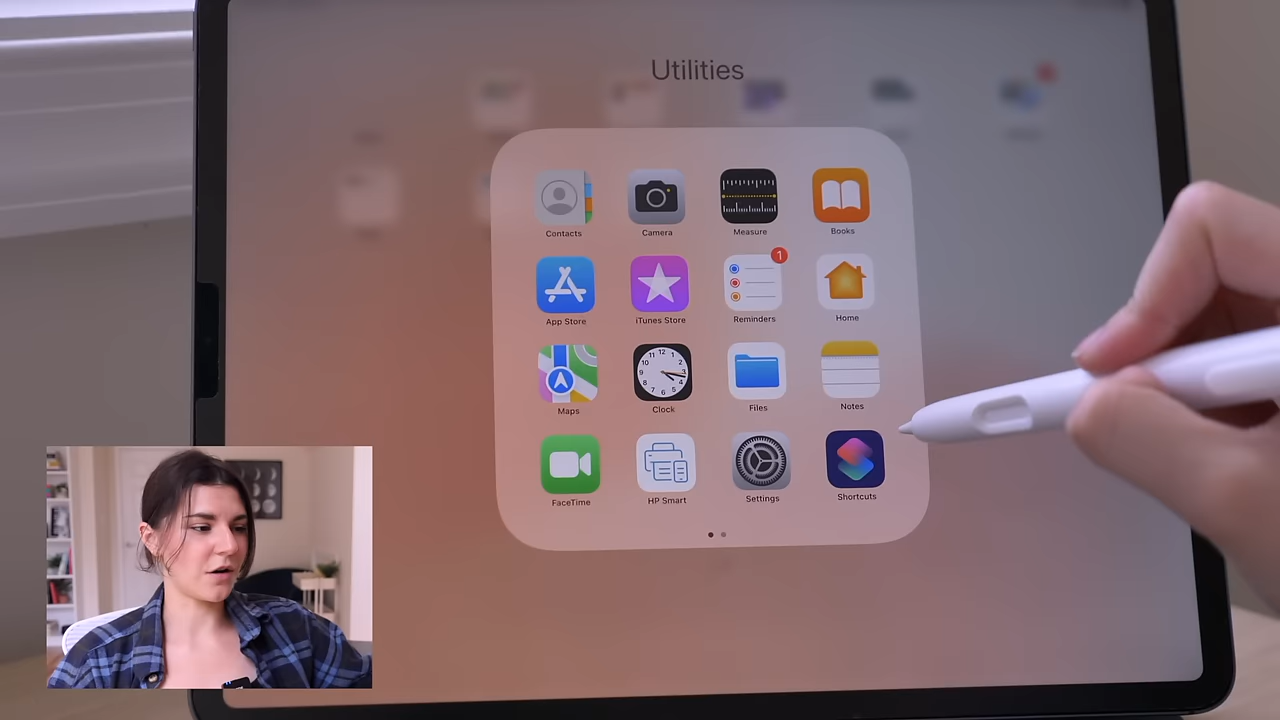 Utilities
Contacts
Camera
Measure
Books
App Store
iTunes Store
1
Reminders
Home
Maps
12
Clock
Files
Notes
FaceTime
HP Smart
Settings
Shortcuts